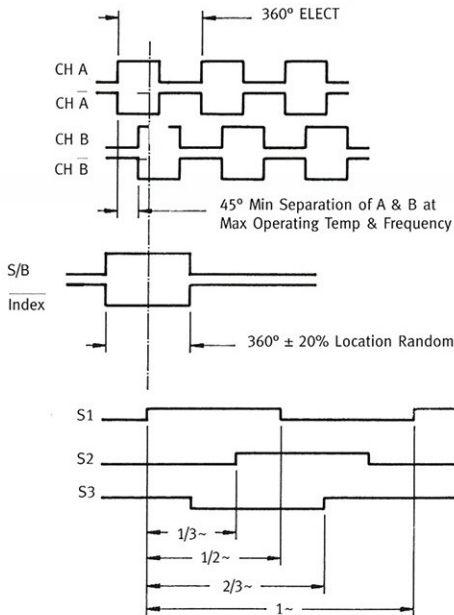 360° ELECT
CH A
CH A̅
CH B
CH B̅
45° Min Separation of A & B at
Max Operating Temp & Frequency
S/B
I̅n̅d̅e̅x̅
360° ± 20% Location Random
S1
S2
S3
1/3~
1/2~
2/3~
1~